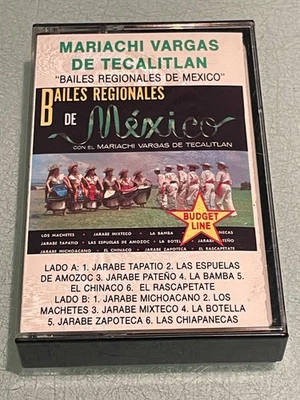 MARIACHI VARGAS
DE TECALITLAN
"BAILES REGIONALES DE MEXICO"
BAILES REGIONALES
DE México
CON EL MARIACHI VARGAS DE TECALITLAN
BUDGET
LINE
LOS MACHETES • JARABE MIXTECO • LA BAMBA
JARABE TAPATIO • LAS ESPUELAS DE AMOZOC • LA BOTEL
JARABE MICHOACANO • EL CHINACO • JARABE ZAPOTECA • EL RASCAPETATE
LADO A: 1. JARABE TAPATIO 2. LAS ESPUELAS
DE AMOZOC 3. JARABE PATEÑO 4. LA BAMBA 5.
EL CHINACO 6. EL RASCAPETATE
LADO B: 1. JARABE MICHOACANO 2. LOS
MACHETES 3. JARABE MIXTECO 4. LA BOTELLA
5. JARABE ZAPOTECA 6. LAS CHIAPANECAS